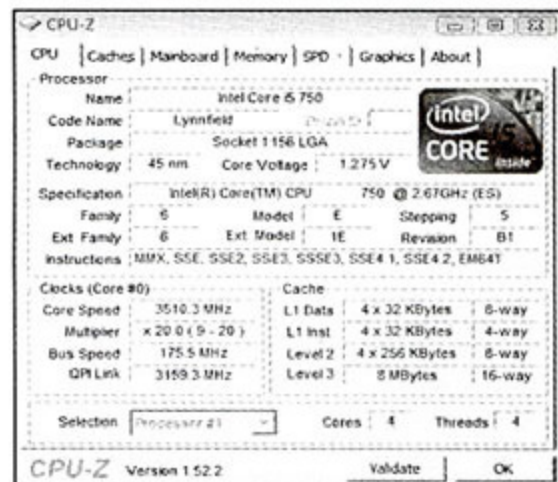 CPU-Z
CPU Caches Mainboard Memory SPD Graphics About
Processor
Name Intel Core i5 750
Code Name Lynnfield
Package Socket 1156 LGA
Technology 45 nm Core Voltage 1.275 V
intel
CORE i5
inside
Specification Intel(R) Core(TM) CPU 750 @ 2.67GHz (ES)
Family 6 Model E Stepping 5
Ext. Family 6 Ext. Model 1E Revision B1
Instructions MMX, SSE, SSE2, SSE3, SSSE3, SSE4.1, SSE4.2, EM64T
Clocks (Core #0)
Core Speed 3510.3 MHz
Multiplier x 20.0 ( 9 - 20 )
Bus Speed 175.5 MHz
QPI Link 3159.3 MHz
Cache
L1 Data 4 x 32 KBytes 8-way
L1 Inst. 4 x 32 KBytes 4-way
Level 2 4 x 256 KBytes 8-way
Level 3 8 MBytes 16-way
Selection Processor #1 Cores 4 Threads 4
CPU-Z Version 1.52.2 Validate OK